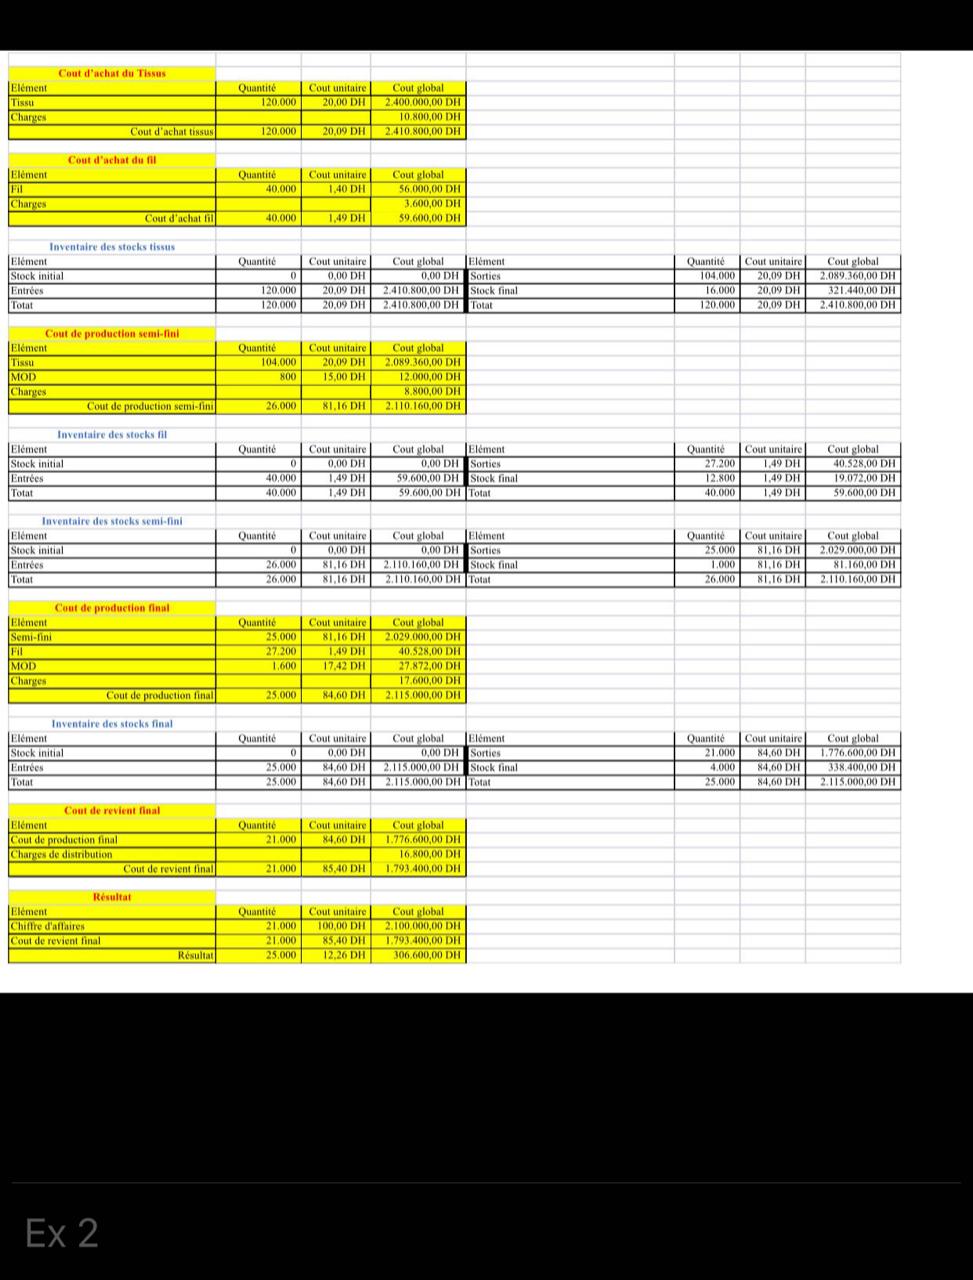 Cout d'achat du Tissus
Elément Quantité Cout unitaire Cout global
Tissu 120.000 20,00 DH 2.400.000,00 DH
Charges 10.800,00 DH
Cout d'achat tissus 120.000 20,09 DH 2.410.800,00 DH
Cout d'achat du fil
Elément Quantité Cout unitaire Cout global
Fil 40.000 1,40 DH 56.000,00 DH
Charges 3.600,00 DH
Cout d'achat fil 40.000 1,49 DH 59.600,00 DH
Inventaire des stocks tissus
Elément Quantité Cout unitaire Cout global Elément Quantité Cout unitaire Cout global
Stock initial 0 0,00 DH 0,00 DH Sorties 104.000 20,09 DH 2.089.360,00 DH
Entrées 120.000 20,09 DH 2.410.800,00 DH Stock final 16.000 20,09 DH 321.440,00 DH
Totat 120.000 20,09 DH 2.410.800,00 DH Totat 120.000 20,09 DH 2.410.800,00 DH
Cout de production semi-fini
Elément Quantité Cout unitaire Cout global
Tissu 104.000 20,09 DH 2.089.360,00 DH
MOD 800 15,00 DH 12.000,00 DH
Charges 8.800,00 DH
Cout de production semi-fini 26.000 81,16 DH 2.110.160,00 DH
Inventaire des stocks fil
Elément Quantité Cout unitaire Cout global Elément Quantité Cout unitaire Cout global
Stock initial 0 0,00 DH 0,00 DH Sorties 27.200 1,49 DH 40.528,00 DH
Entrées 40.000 1,49 DH 59.600,00 DH Stock final 12.800 1,49 DH 19.072,00 DH
Totat 40.000 1,49 DH 59.600,00 DH Totat 40.000 1,49 DH 59.600,00 DH
Inventaire des stocks semi-fini
Elément Quantité Cout unitaire Cout global Elément Quantité Cout unitaire Cout global
Stock initial 0 0,00 DH 0,00 DH Sorties 25.000 81,16 DH 2.029.000,00 DH
Entrées 26.000 81,16 DH 2.110.160,00 DH Stock final 1.000 81,16 DH 81.160,00 DH
Totat 26.000 81,16 DH 2.110.160,00 DH Totat 26.000 81,16 DH 2.110.160,00 DH
Cout de production final
Elément Quantité Cout unitaire Cout global
Semi-fini 25.000 81,16 DH 2.029.000,00 DH
Fil 27.200 1,49 DH 40.528,00 DH
MOD 1.600 17,42 DH 27.872,00 DH
Charges 17.600,00 DH
Cout de production final 25.000 84,60 DH 2.115.000,00 DH
Inventaire des stocks final
Elément Quantité Cout unitaire Cout global Elément Quantité Cout unitaire Cout global
Stock initial 0 0,00 DH 0,00 DH Sorties 21.000 84,60 DH 1.776.600,00 DH
Entrées 25.000 84,60 DH 2.115.000,00 DH Stock final 4.000 84,60 DH 338.400,00 DH
Totat 25.000 84,60 DH 2.115.000,00 DH Totat 25.000 84,60 DH 2.115.000,00 DH
Cout de revient final
Elément Quantité Cout unitaire Cout global
Cout de production final 21.000 84,60 DH 1.776.600,00 DH
Charges de distribution 16.800,00 DH
Cout de revient final 21.000 85,40 DH 1.793.400,00 DH
Résultat
Elément Quantité Cout unitaire Cout global
Chiffre d'affaires 21.000 100,00 DH 2.100.000,00 DH
Cout de revient final 21.000 85,40 DH 1.793.400,00 DH
Résultat 25.000 12,26 DH 306.600,00 DH
Ex 2